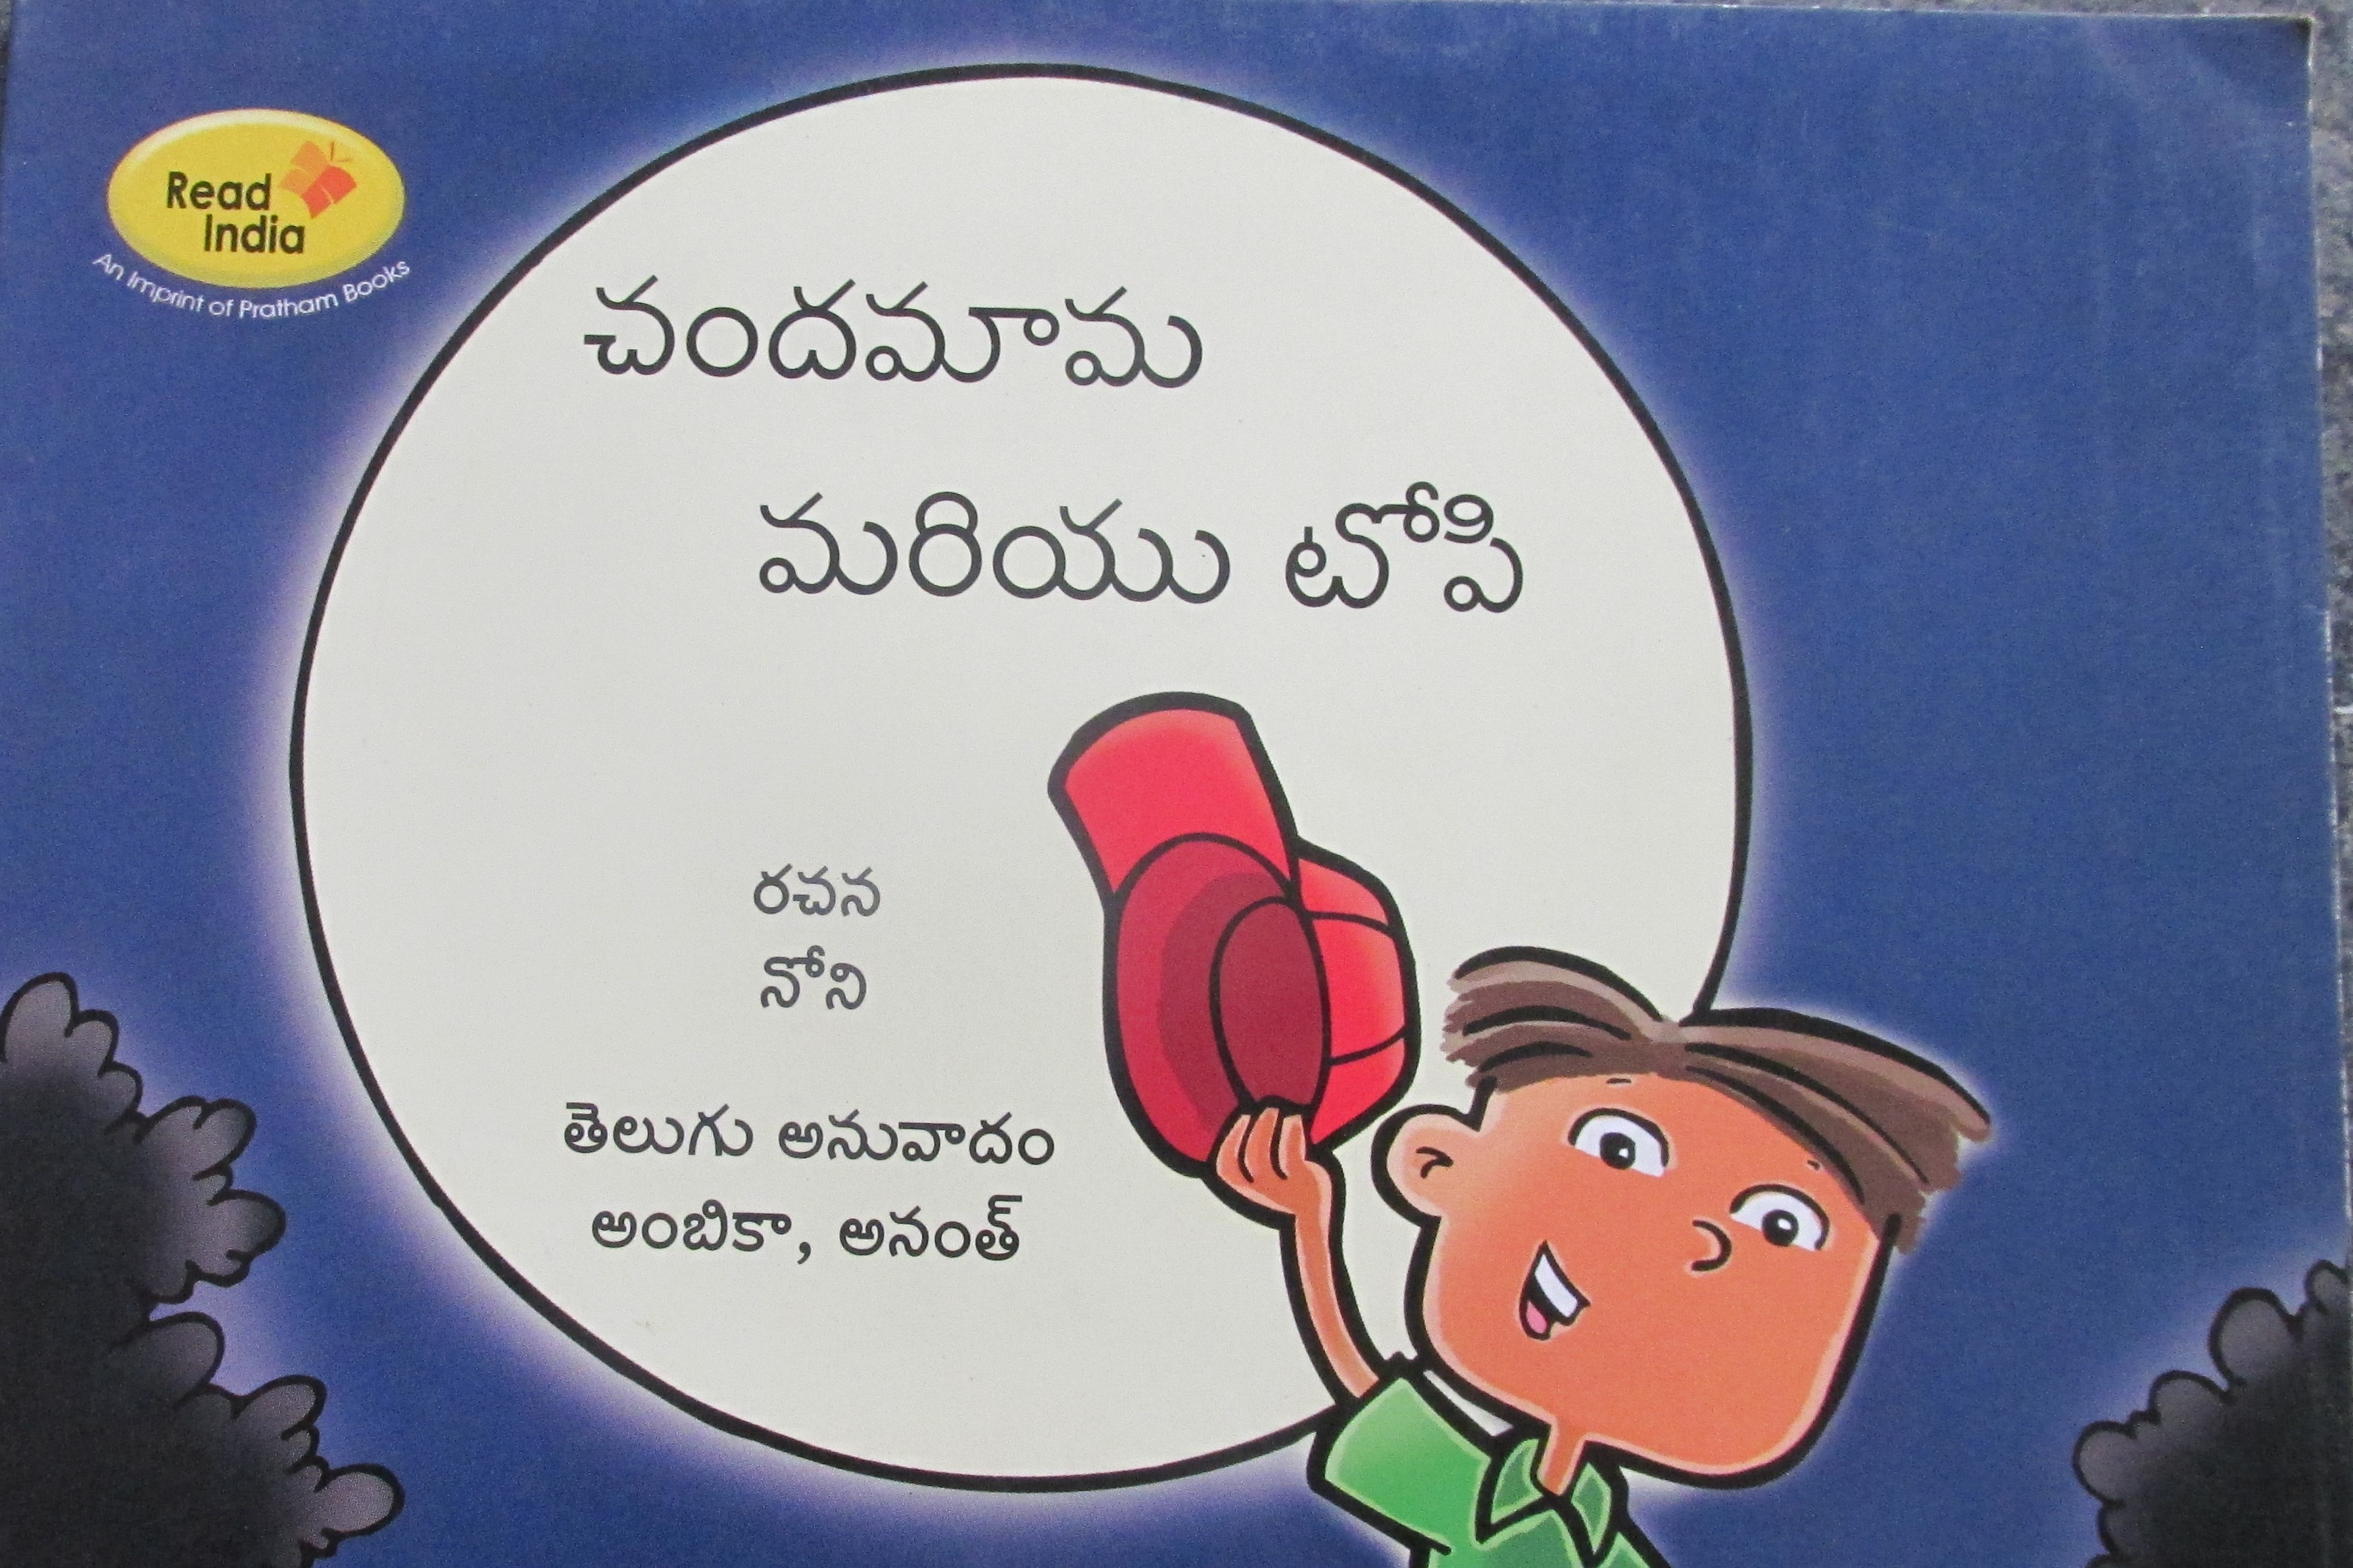 Read
India
An Imprint of Pratham Books
చందమామ
మరియు టోపి
రచన
నోని
తెలుగు అనువాదం
అంబికా, అనంత్